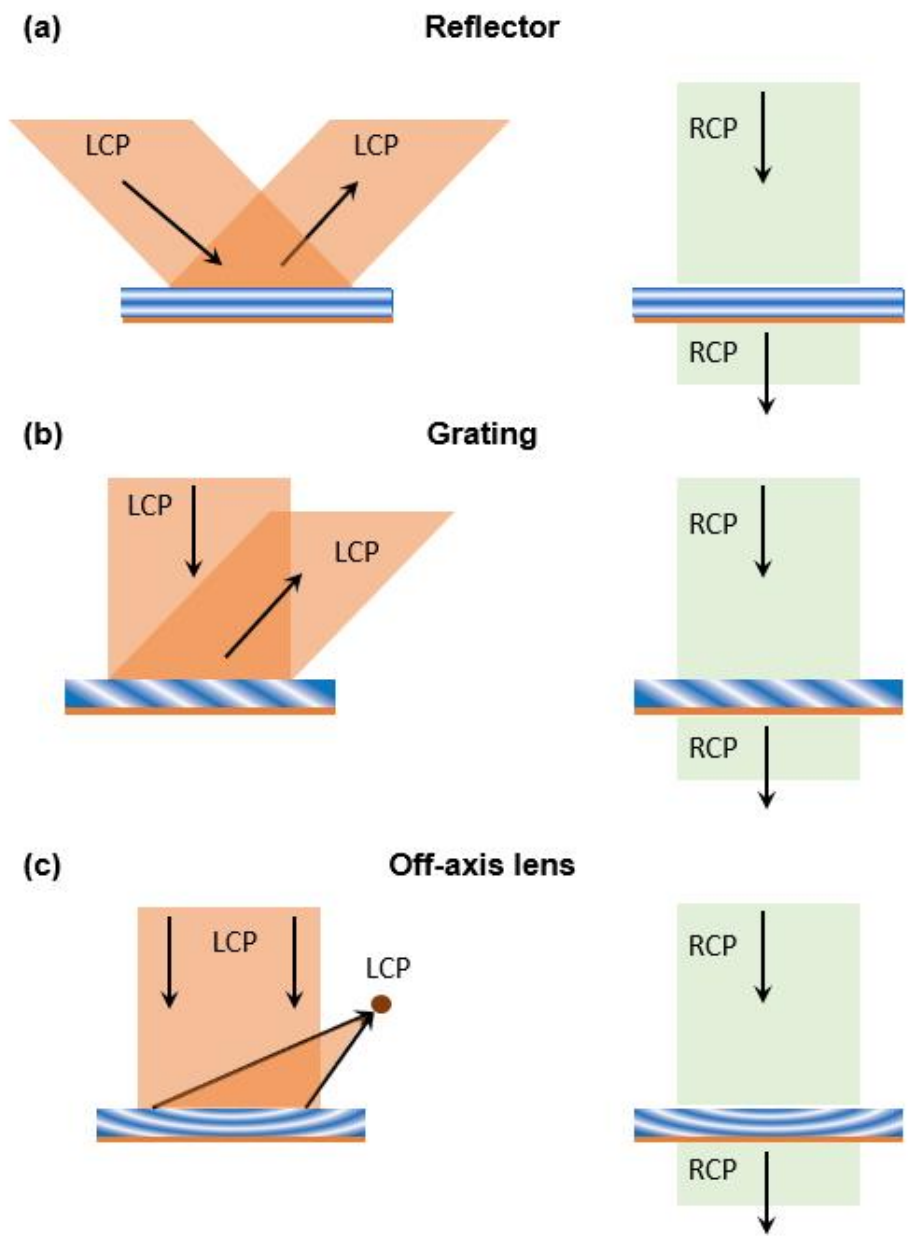 (a) Reflector
LCP LCP RCP
RCP
(b) Grating
LCP LCP RCP
RCP
(c) Off-axis lens
LCP LCP RCP
RCP